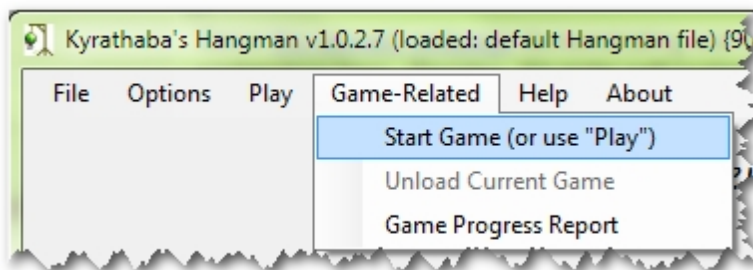 Kyrathaba's Hangman v1.0.2.7 (loaded: default Hangman file) {9
File Options Play Game-Related Help About
Start Game (or use "Play")
Unload Current Game
Game Progress Report